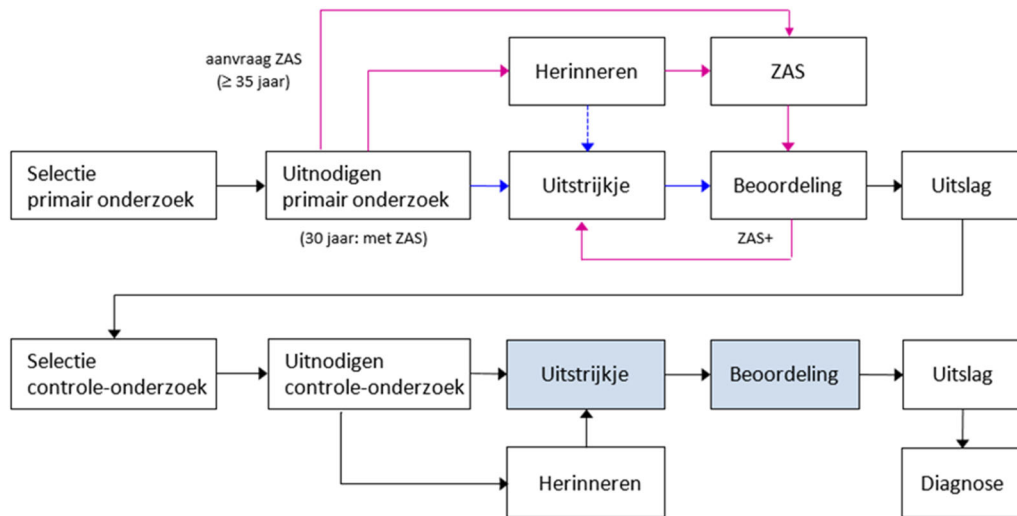 aanvraag ZAS
(≥ 35 jaar)
Herinneren
ZAS
Selectie
primair onderzoek
Uitnodigen
primair onderzoek
Uitstrijkje
Beoordeling
Uitslag
(30 jaar: met ZAS)
ZAS+
Selectie
controle-onderzoek
Uitnodigen
controle-onderzoek
Uitstrijkje
Beoordeling
Uitslag
Herinneren
Diagnose